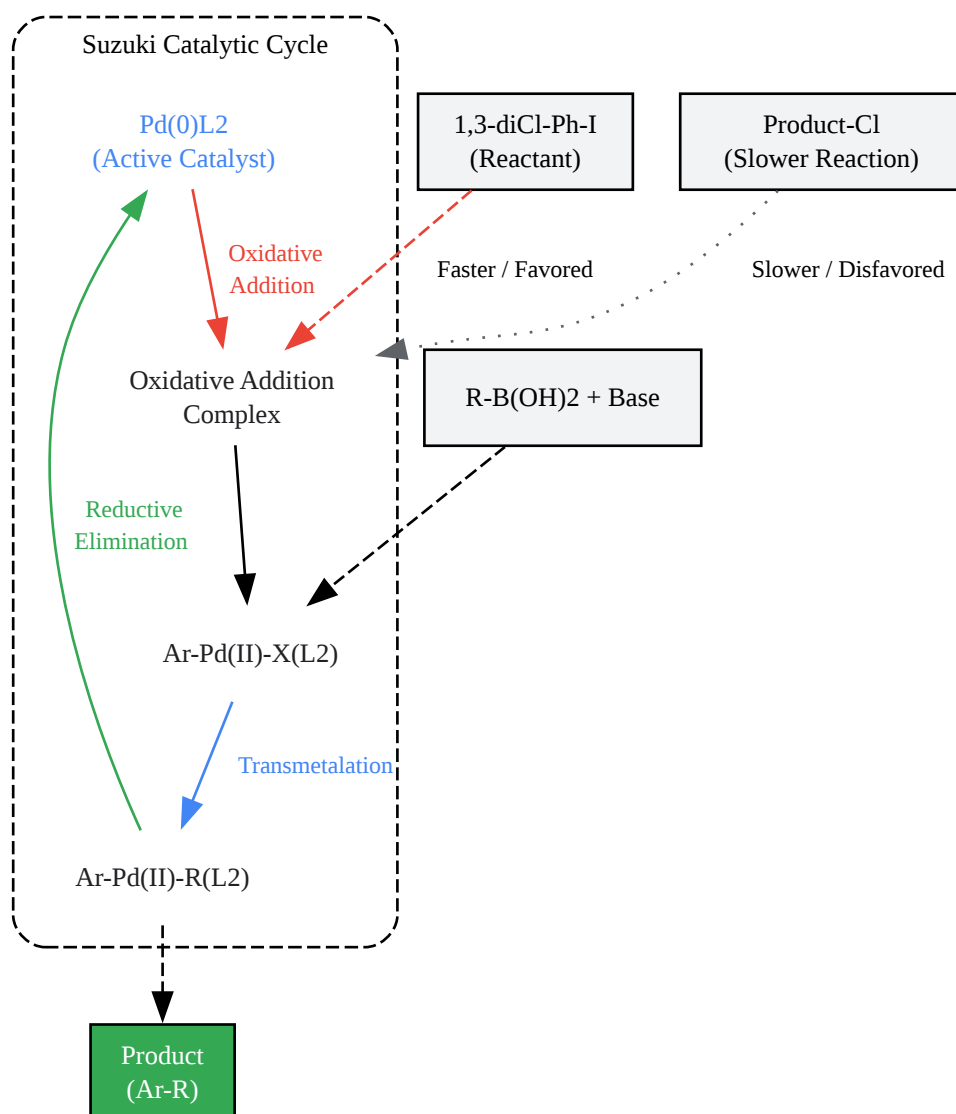 Suzuki Catalytic Cycle
Pd(0)L2
(Active Catalyst)
1,3-diCl-Ph-I
(Reactant)
Product-Cl
(Slower Reaction)
Oxidative
Addition
Faster / Favored
Slower / Disfavored
Oxidative Addition
Complex
R-B(OH)2 + Base
Reductive
Elimination
Ar-Pd(II)-X(L2)
Transmetalation
Ar-Pd(II)-R(L2)
Product
(Ar-R)